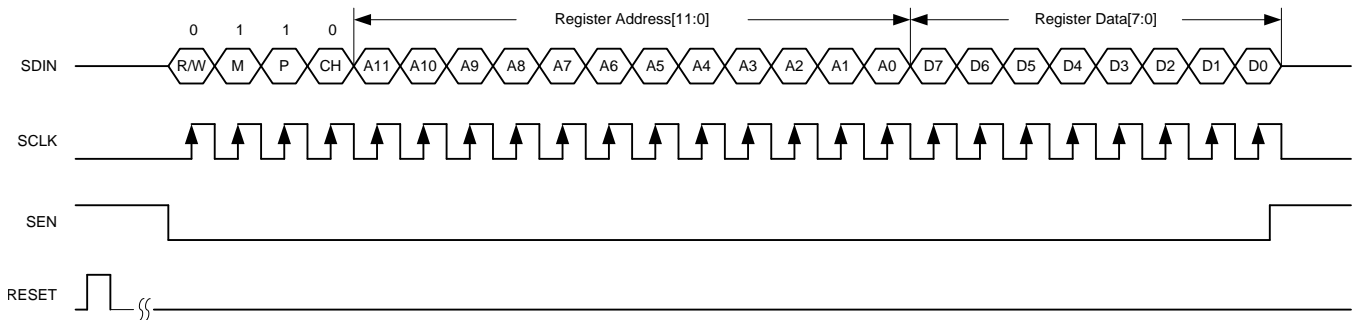 Register Address[11:0] Register Data[7:0]
0 1 1 0
SDIN R/W M P CH A11 A10 A9 A8 A7 A6 A5 A4 A3 A2 A1 A0 D7 D6 D5 D4 D3 D2 D1 D0
SCLK
SEN
RESET